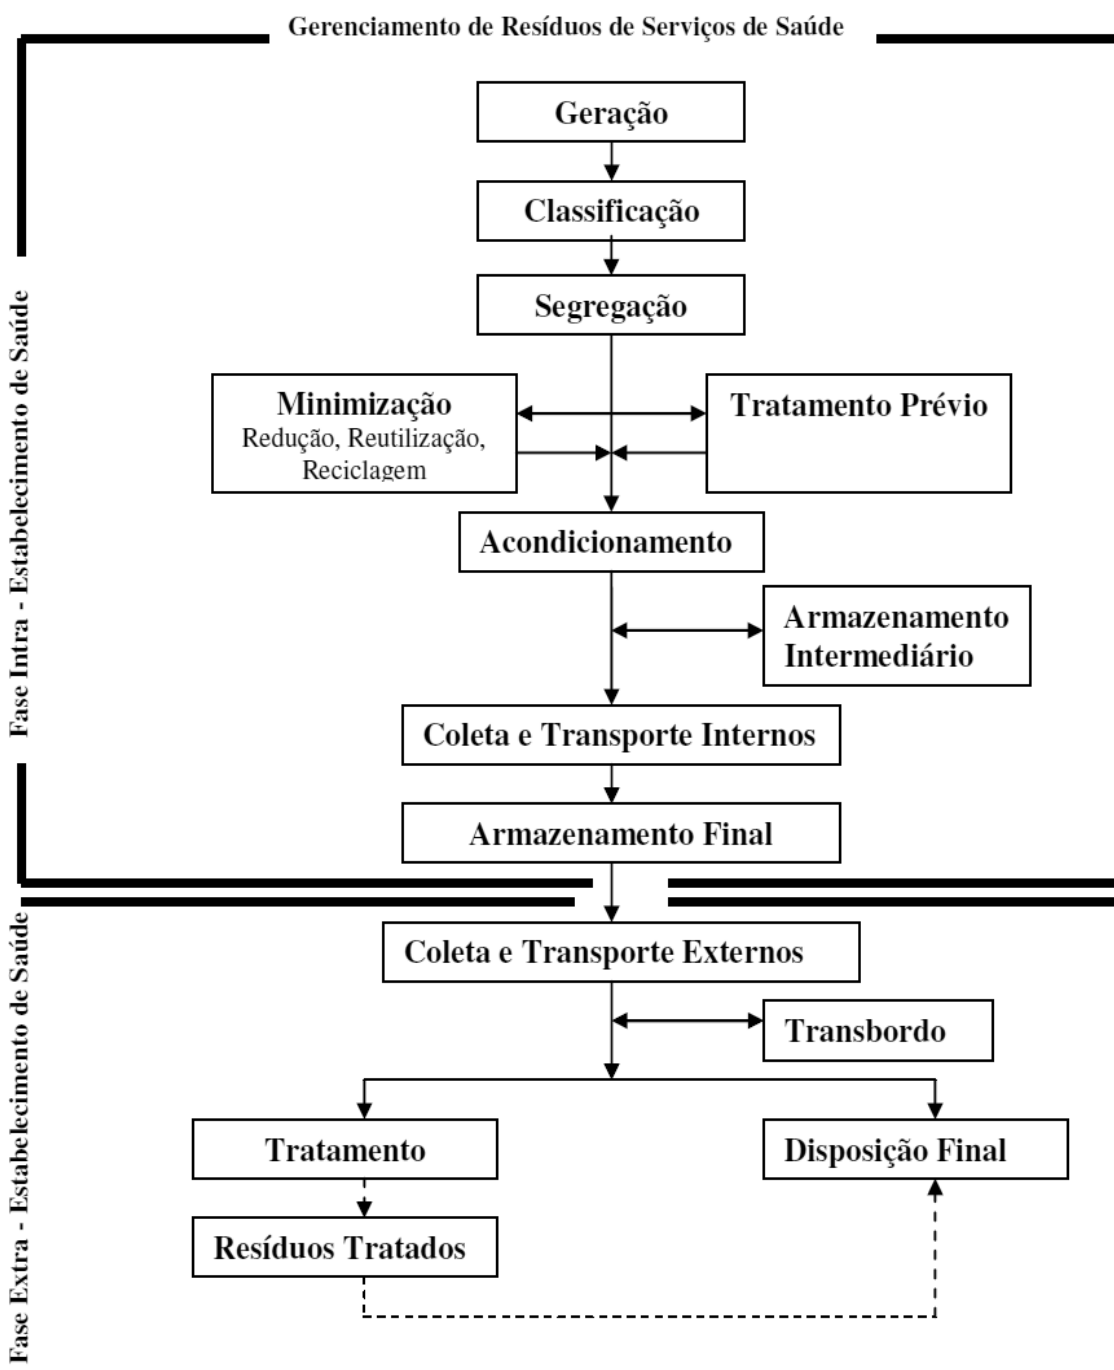 Gerenciamento de Resíduos de Serviços de Saúde
Fase Intra - Estabelecimento de Saúde
Geração
Classificação
Segregação
Minimização
Redução, Reutilização,
Reciclagem
Tratamento Prévio
Acondicionamento
Armazenamento
Intermediário
Coleta e Transporte Internos
Armazenamento Final
Fase Extra - Estabelecimento de Saúde
Coleta e Transporte Externos
Transbordo
Tratamento
Disposição Final
Resíduos Tratados